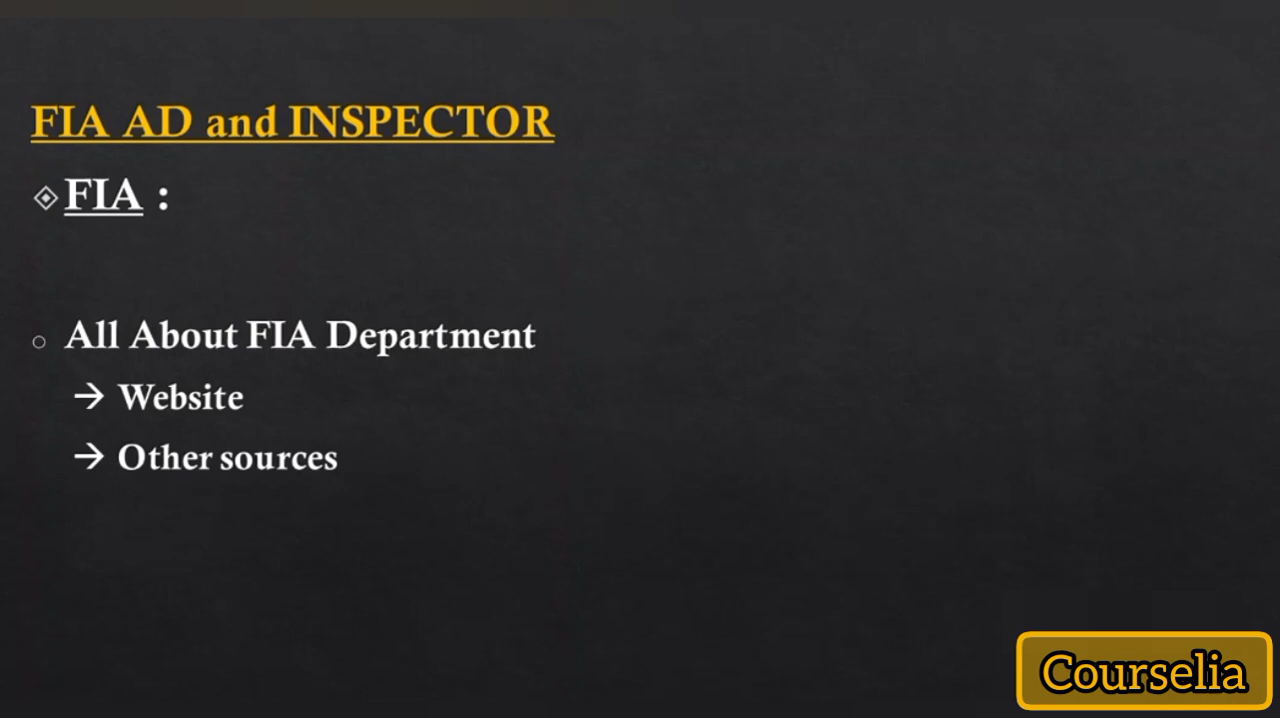 FIA AD and INSPECTOR
FIA :
All About FIA Department
→ Website
→ Other sources
Courselia